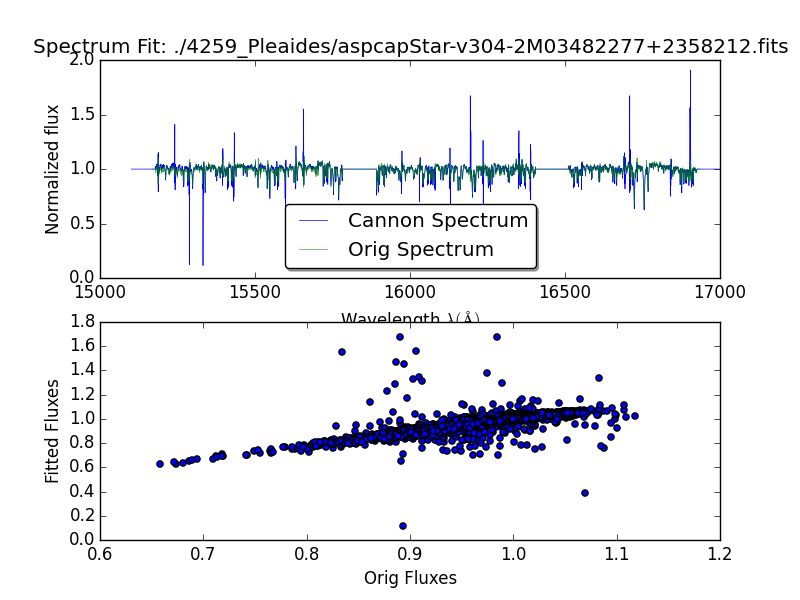 Spectrum Fit: ./4259_Pleaides/aspcapStar-v304-2M03482277+2358212.fits
2.0
1.5
1.0
0.5
0.0
Normalized flux
Cannon Spectrum
Orig Spectrum
15000 15500 16000 16500 17000
Wavelength λ(Å)
1.8
1.6
1.4
1.2
1.0
0.8
0.6
0.4
0.2
0.0
Fitted Fluxes
0.6 0.7 0.8 0.9 1.0 1.1 1.2
Orig Fluxes